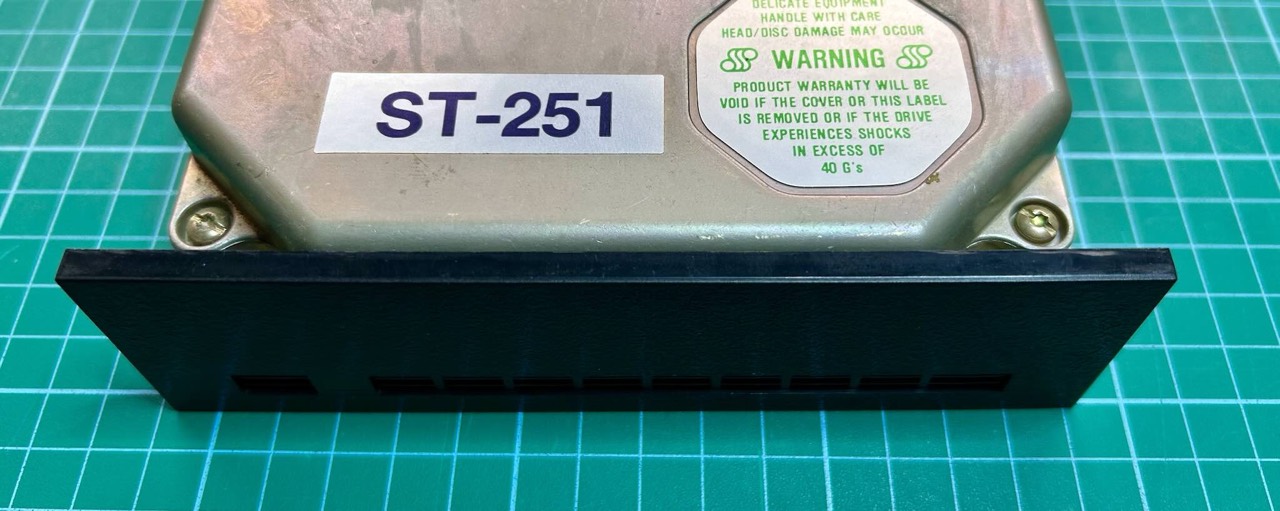 DELICATE EQUIPMENT
HANDLE WITH CARE
HEAD/DISC DAMAGE MAY OCCUR
WARNING
ST-251
PRODUCT WARRANTY WILL BE
VOID IF THE COVER OR THIS LABEL
IS REMOVED OR IF THE DRIVE
EXPERIENCES SHOCKS
IN EXCESS OF
40 G's